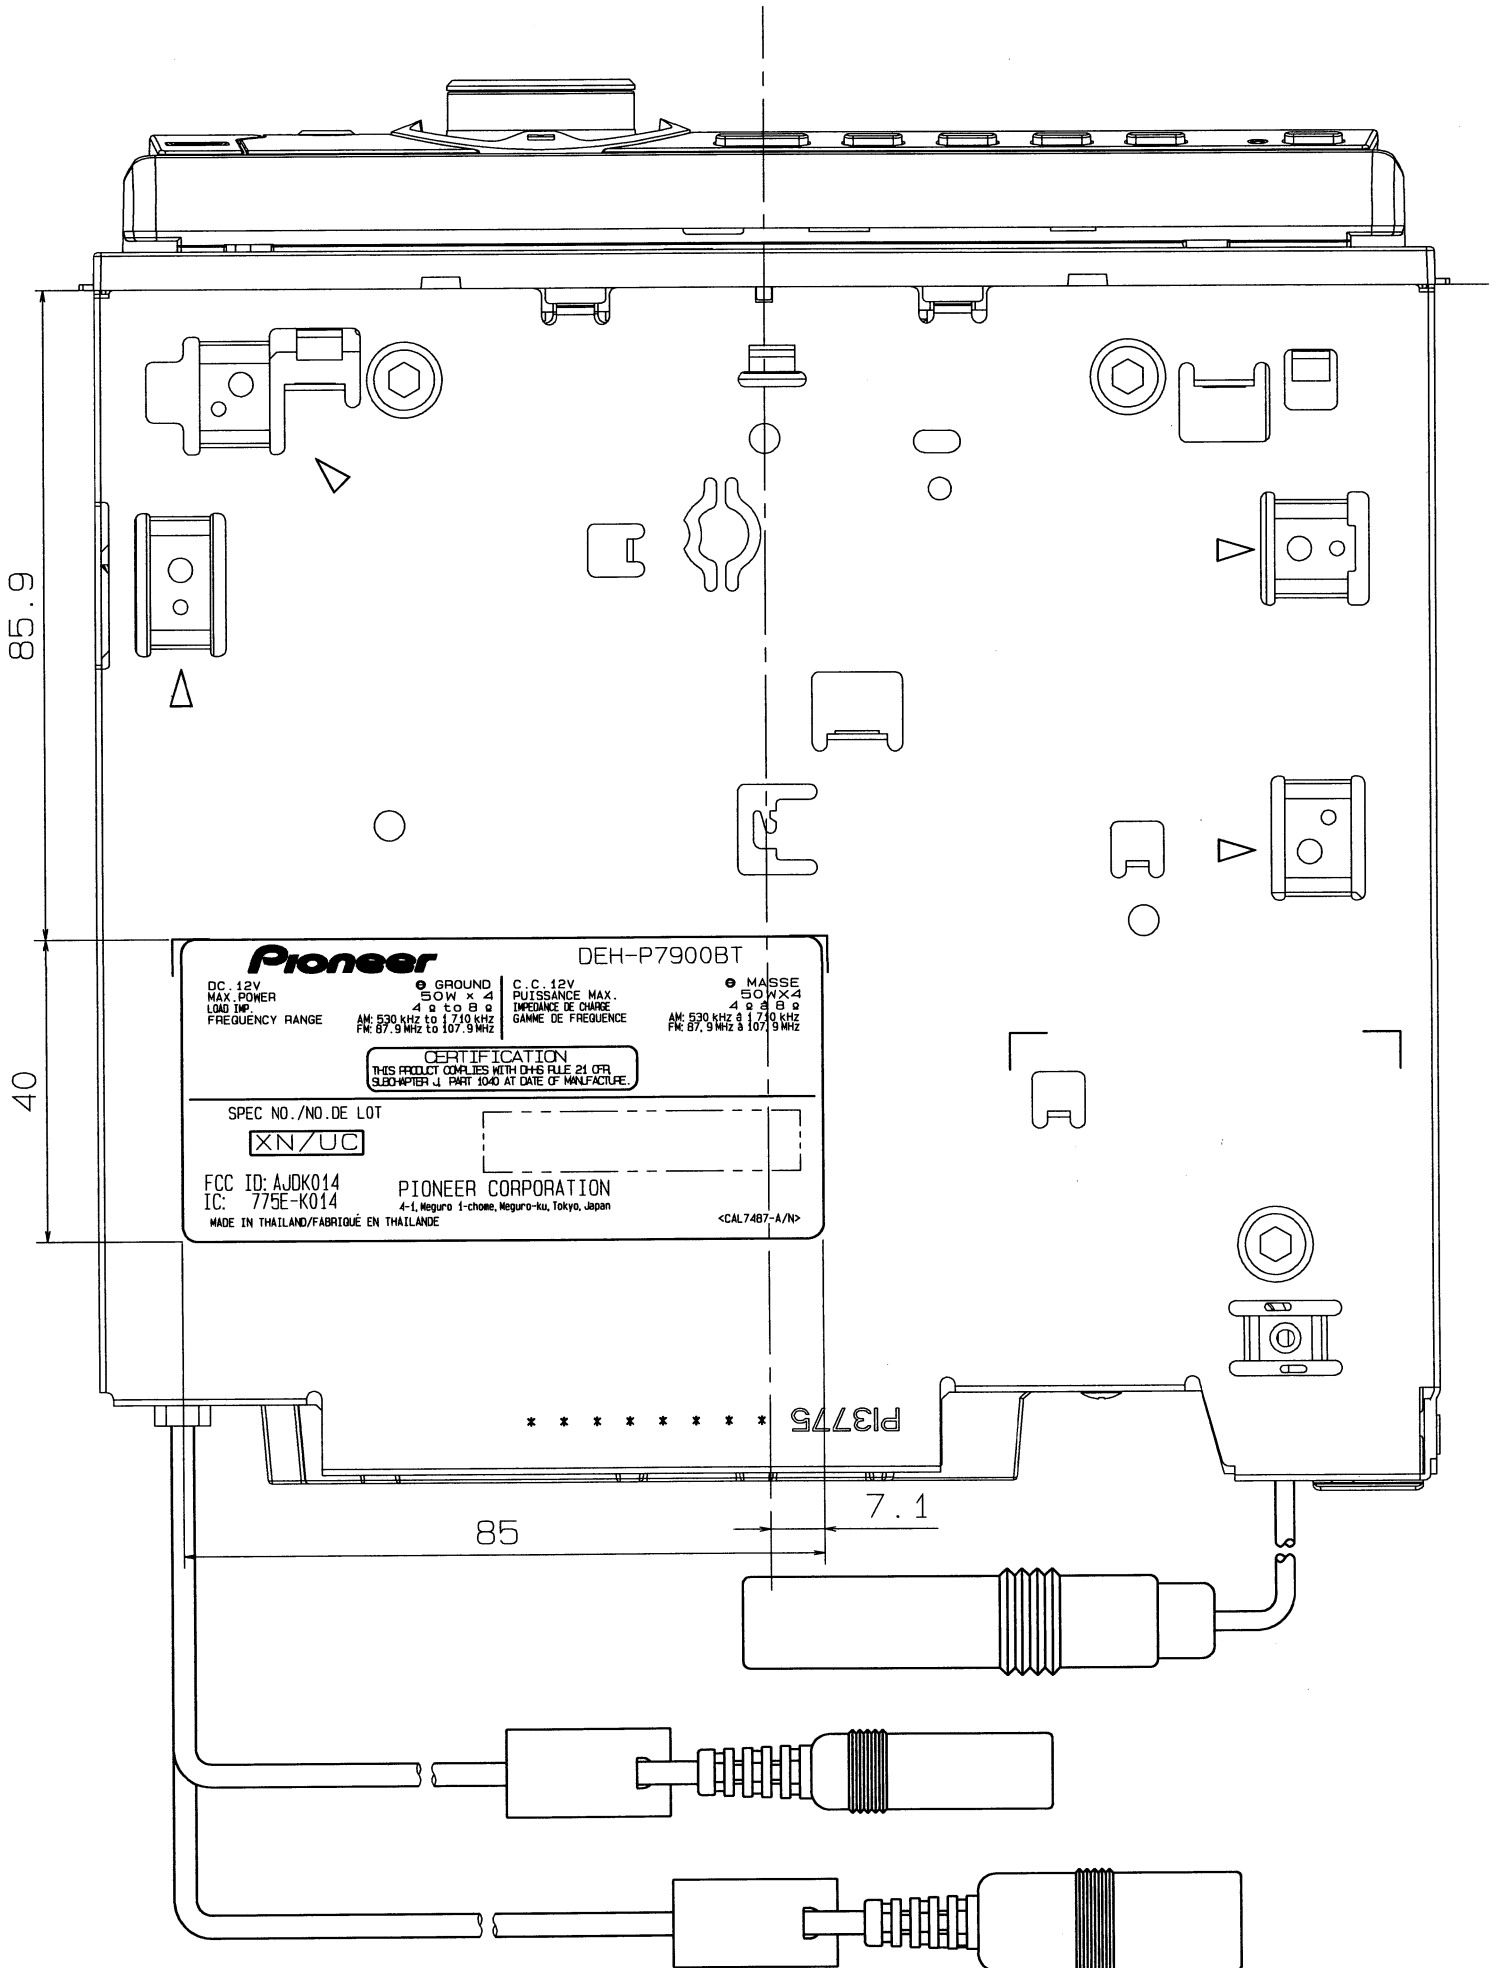 85.9
Pioneer DEH-P7900BT
DC.12V ⊖ GROUND
MAX.POWER 50W × 4
LOAD IMP. 4 Ω to 8 Ω
FREQUENCY RANGE AM: 530 kHz to 1 710 kHz
FM: 87.9 MHz to 107.9 MHz
C.C.12V ⊖ MASSE
PUISSANCE MAX. 50WX4
IMPEDANCE DE CHARGE 4 Ω à 8 Ω
GAMME DE FREQUENCE AM: 530 kHz à 1 710 kHz
FM: 87,9 MHz à 107,9 MHz
CERTIFICATION
THIS PRODUCT COMPLIES WITH DHHS RULE 21 CFR,
SUBCHAPTER J, PART 1040 AT DATE OF MANUFACTURE.
40
SPEC NO./NO.DE LOT
XN/UC
FCC ID: AJDK014
IC: 775E-K014
PIONEER CORPORATION
4-1, Meguro 1-chome, Meguro-ku, Tokyo, Japan
MADE IN THAILAND/FABRIQUÉ EN THAILANDE
<CAL7487-A/N>
* * * * * * * * PI3775
7.1
85